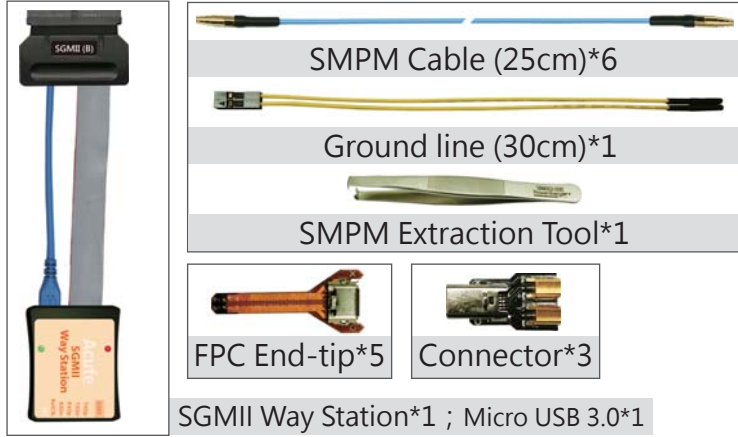 SGMII (B)
SMPM Cable (25cm)*6
Ground line (30cm)*1
SMPM Extraction Tool*1
FPC End-tip*5
Connector*3
Acute
SGMII
Way Station
SGMII Way Station*1 ; Micro USB 3.0*1